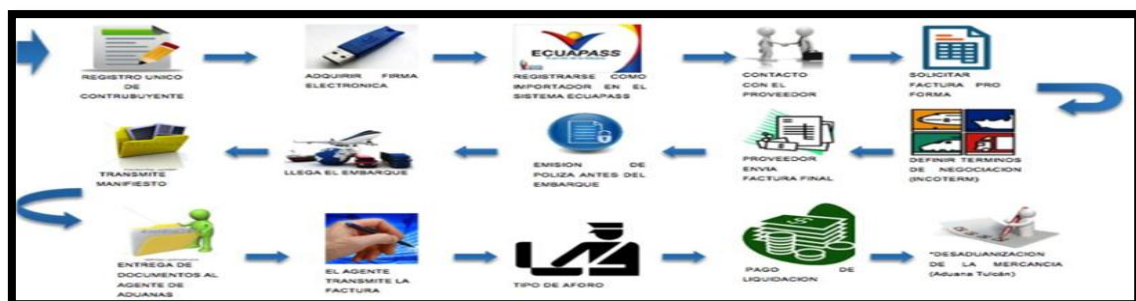 REGISTRO UNICO
DE
CONTRUBUYENTE
ADQUIRIR FIRMA
ELECTRONICA
ECUAPASS
REGISTRARSE COMO
IMPORTADOR EN EL
SISTEMA ECUAPASS
CONTACTO
CON EL
PROVEEDOR
SOLICITAR
FACTURA PRO
FORMA
DEFINIR TERMINOS
DE NEGOCIACION
(INCOTERM)
PROVEEDOR
ENVIA
FACTURA FINAL
EMISION DE
POLIZA ANTES DEL
EMBARQUE
LLEGA EL EMBARQUE
TRANSMITE
MANIFIESTO
ENTREGA DE
DOCUMENTOS AL
AGENTE DE
ADUANAS
EL AGENTE
TRANSMITE LA
FACTURA
TIPO DE AFORO
PAGO DE
LIQUIDACION
"DESADUANIZACION
DE LA MERCANCIA
(Aduana Tulcán)